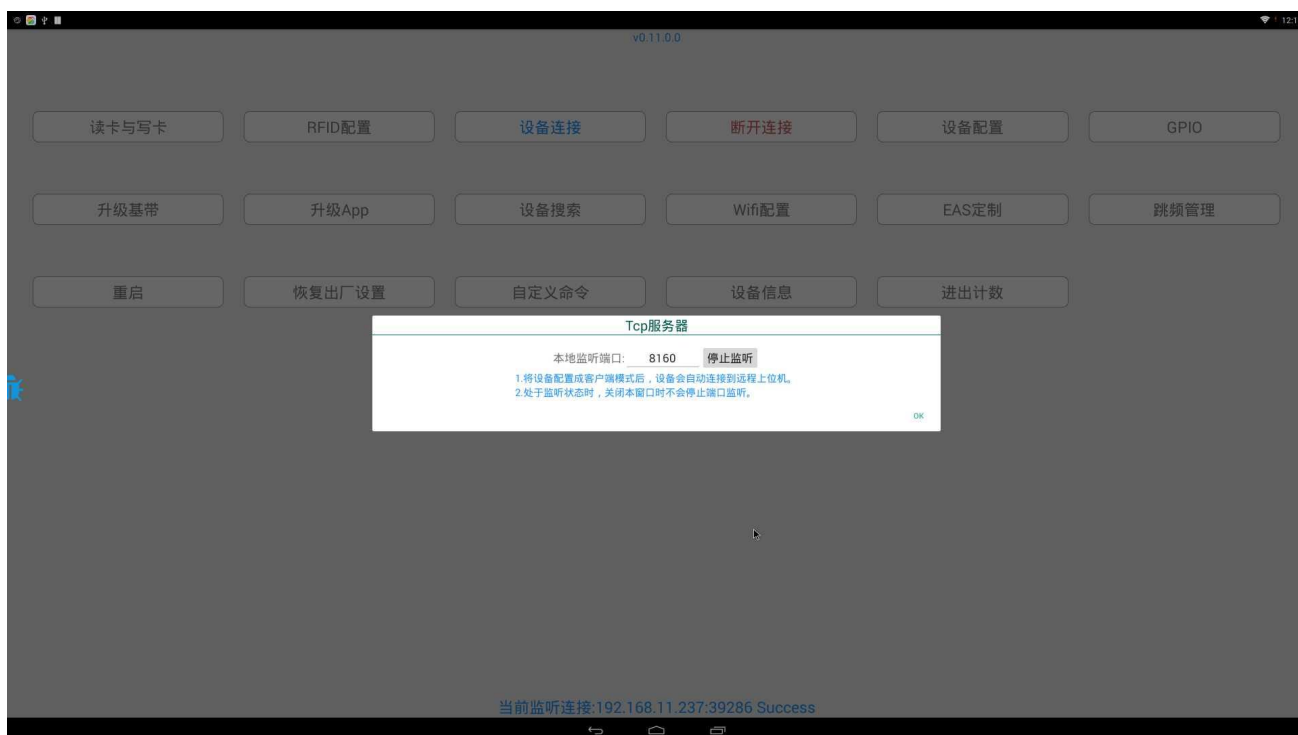 12:1
v0.11.0.0
读卡与写卡 RFID配置 设备连接 断开连接 设备配置 GPIO
升级基带 升级App 设备搜索 Wifi配置 EAS定制 跳频管理
重启 恢复出厂设置 自定义命令 设备信息 进出计数
Tcp服务器
本地监听端口: 8160 停止监听
1.将设备配置成客户端模式后，设备会自动连接到远程上位机。
2.处于监听状态时，关闭本窗口时不会停止端口监听。
OK
当前监听连接:192.168.11.237:39286 Success